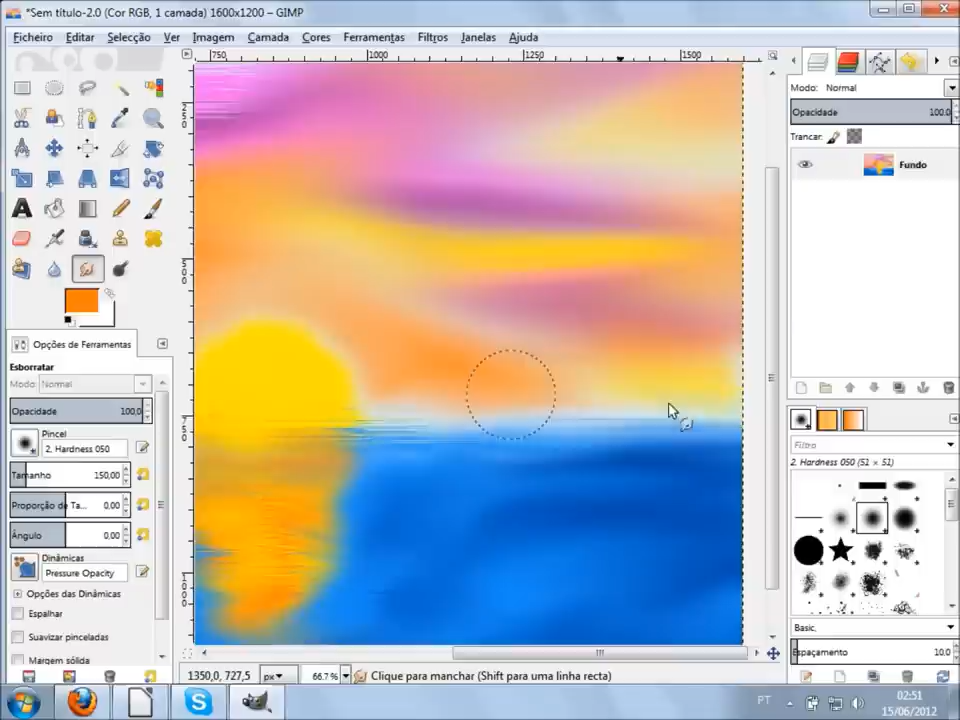 *Sem título-2.0 (Cor RGB, 1 camada) 1600x1200 – GIMP
Ficheiro Editar Selecção Ver Imagem Camada Cores Ferramentas Filtros Janelas Ajuda
750 1000 1250 1500
250
500
750
1000
Modo: Normal
Opacidade 100,0
Trancar:
Fundo
Opções de Ferramentas
Esborratar
Modo: Normal
Opacidade 100,0
Pincel
2. Hardness 050
Tamanho 150,00
Proporção de Ta... 0,00
Ângulo 0,00
Dinâmicas
Pressure Opacity
Opções das Dinâmicas
Espalhar
Suavizar pinceladas
Margem sólida
Filtro
2. Hardness 050 (51 × 51)
Basic,
Espaçamento 10,0
1350,0, 727,5 px 66.7 % Clique para manchar (Shift para uma linha recta)
PT 02:51
15/06/2012